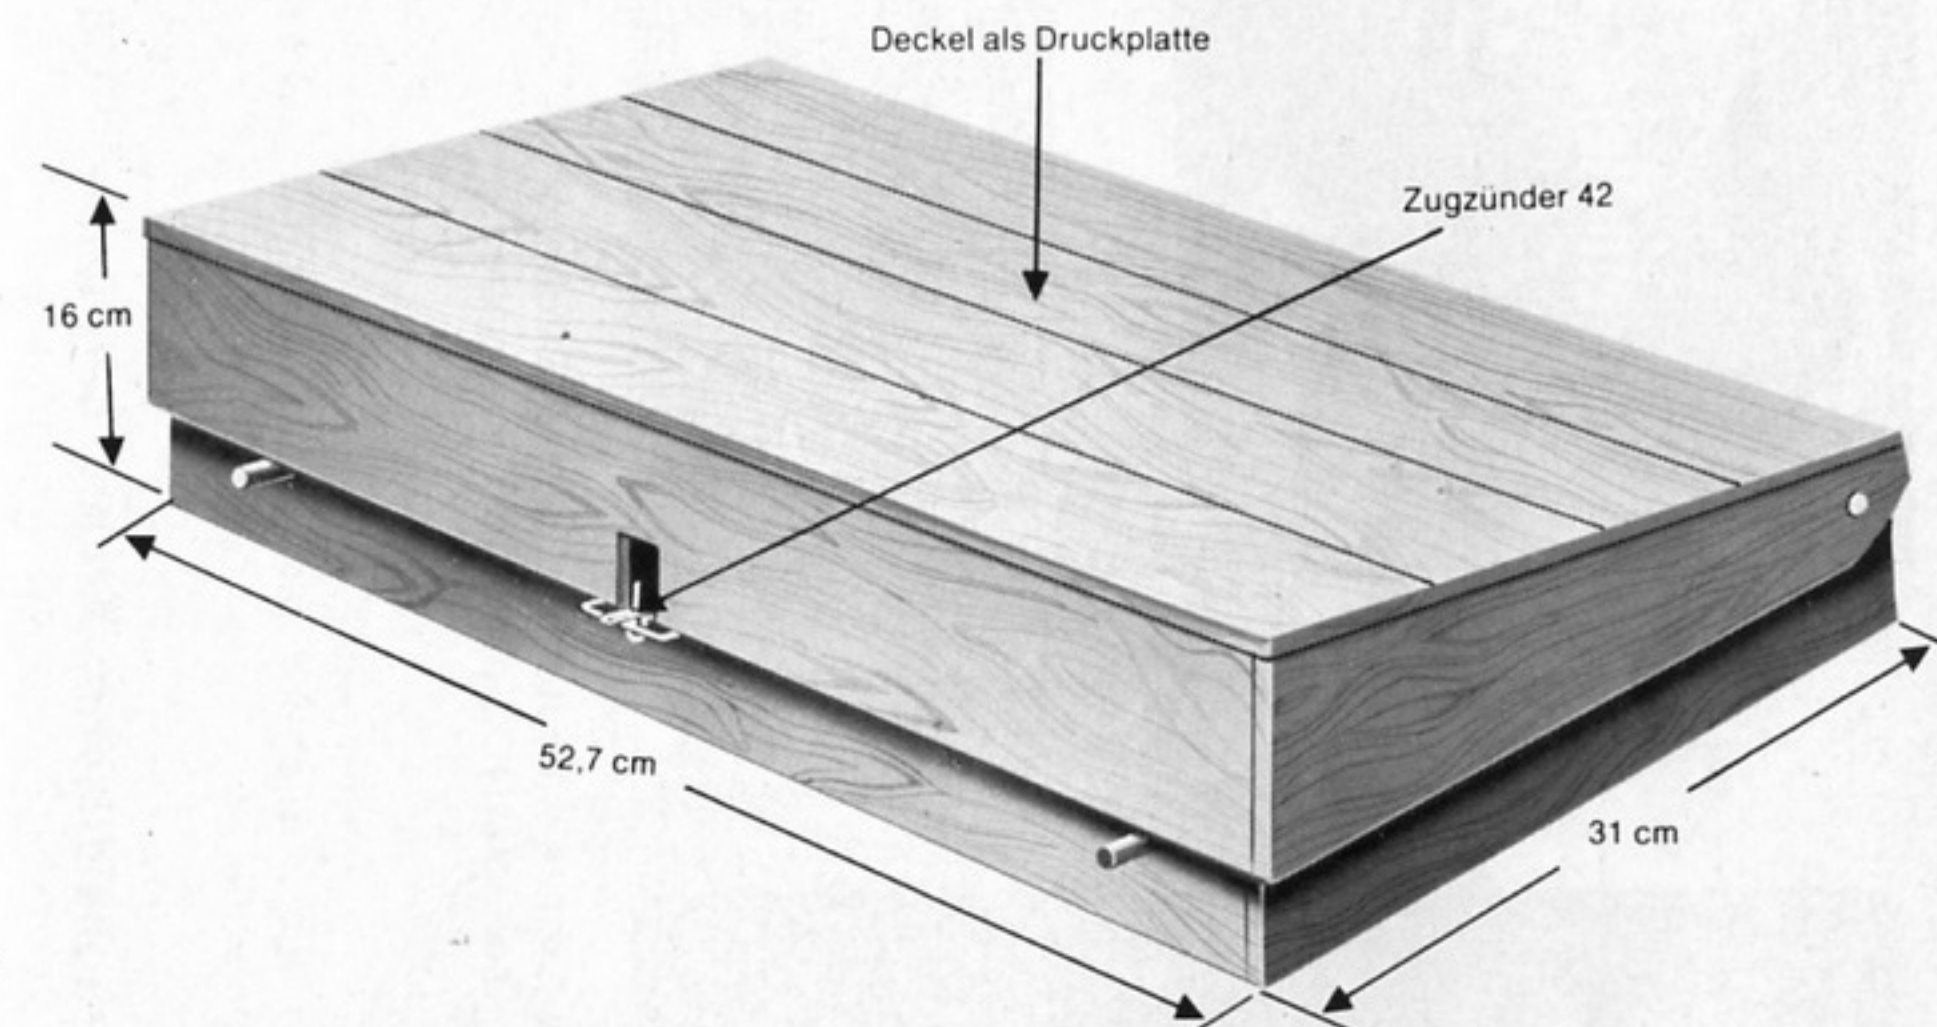 Deckel als Druckplatte
Zugzünder 42
16 cm
52,7 cm
31 cm